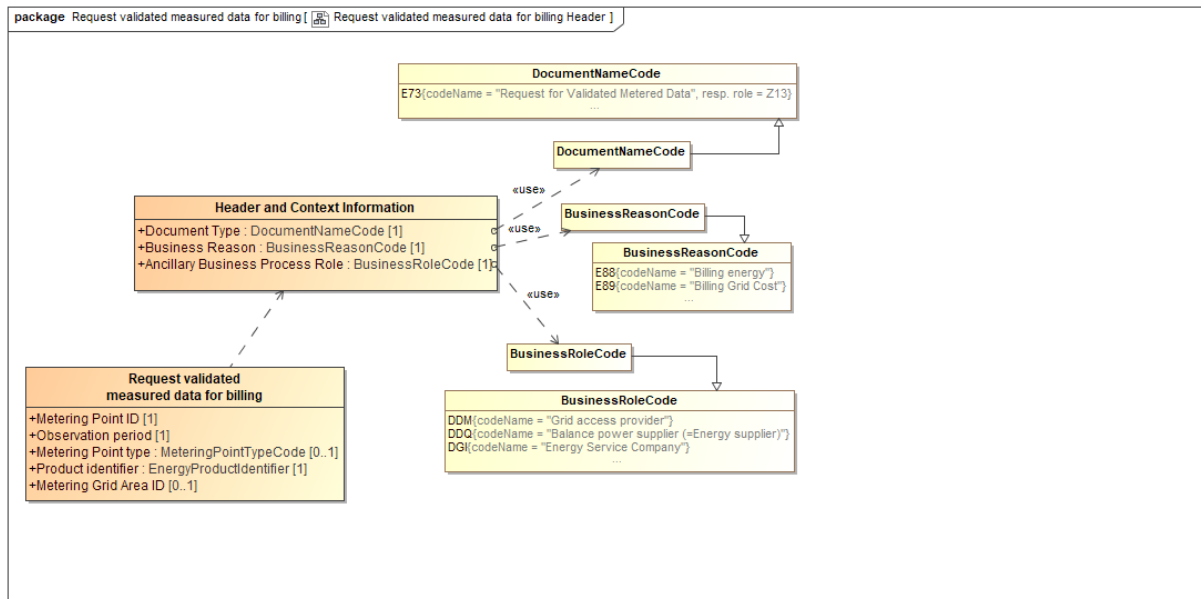 package Request validated measured data for billing [ Request validated measured data for billing Header ]
DocumentNameCode
E73{codeName = "Request for Validated Metered Data", resp. role = Z13}
...
DocumentNameCode
«use»
Header and Context Information
+Document Type : DocumentNameCode [1]
+Business Reason : BusinessReasonCode [1]
+Ancillary Business Process Role : BusinessRoleCode [1]
«use»
BusinessReasonCode
BusinessReasonCode
E88{codeName = "Billing energy"}
E89{codeName = "Billing Grid Cost"}
...
«use»
BusinessRoleCode
Request validated
measured data for billing
+Metering Point ID [1]
+Observation period [1]
+Metering Point type : MeteringPointTypeCode [0..1]
+Product identifier : EnergyProductIdentifier [1]
+Metering Grid Area ID [0..1]
BusinessRoleCode
DDM{codeName = "Grid access provider"}
DDQ{codeName = "Balance power supplier (=Energy supplier)"}
DGI{codeName = "Energy Service Company"}
...